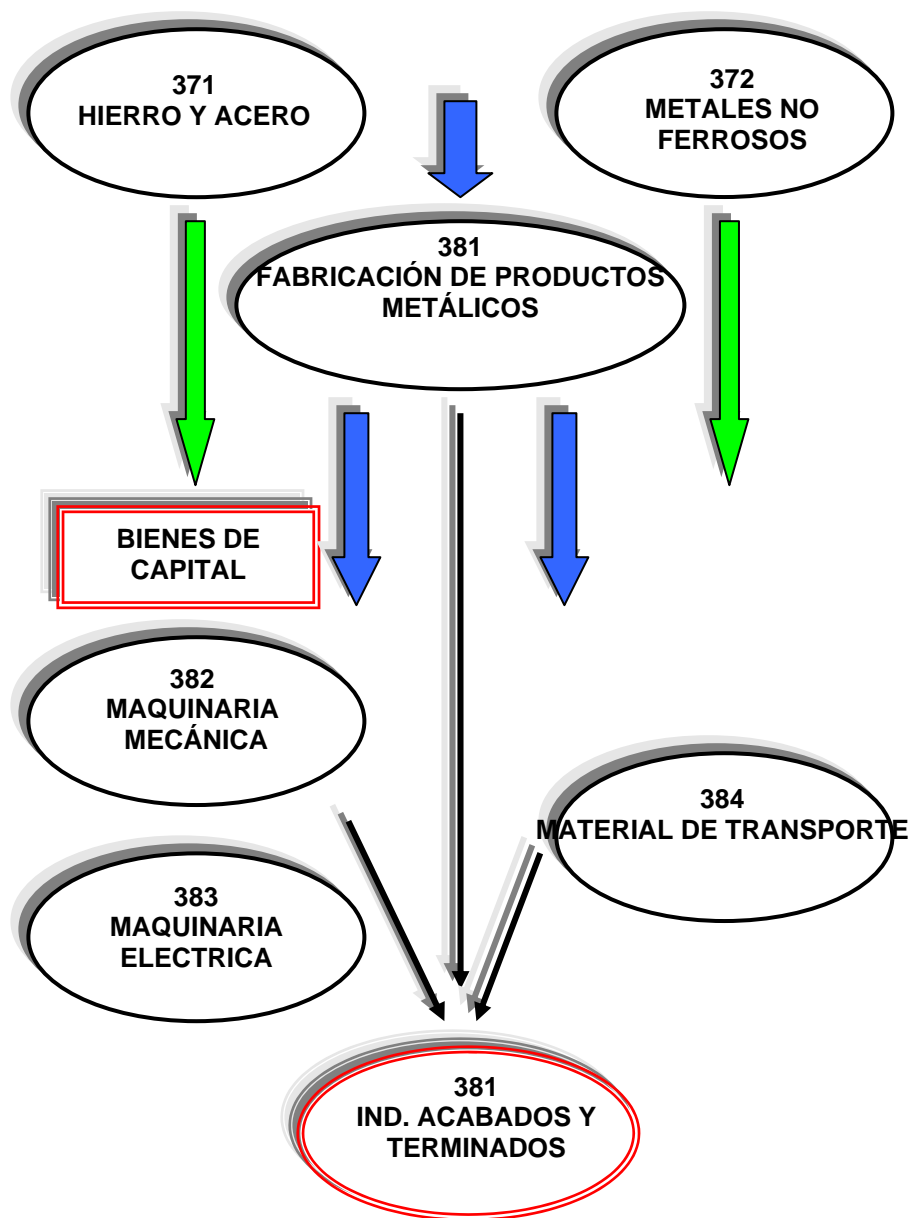 371
HIERRO Y ACERO
372
METALES NO
FERROSOS
381
FABRICACIÓN DE PRODUCTOS
METÁLICOS
BIENES DE
CAPITAL
382
MAQUINARIA
MECÁNICA
384
MATERIAL DE TRANSPORTE
383
MAQUINARIA
ELECTRICA
381
IND. ACABADOS Y
TERMINADOS